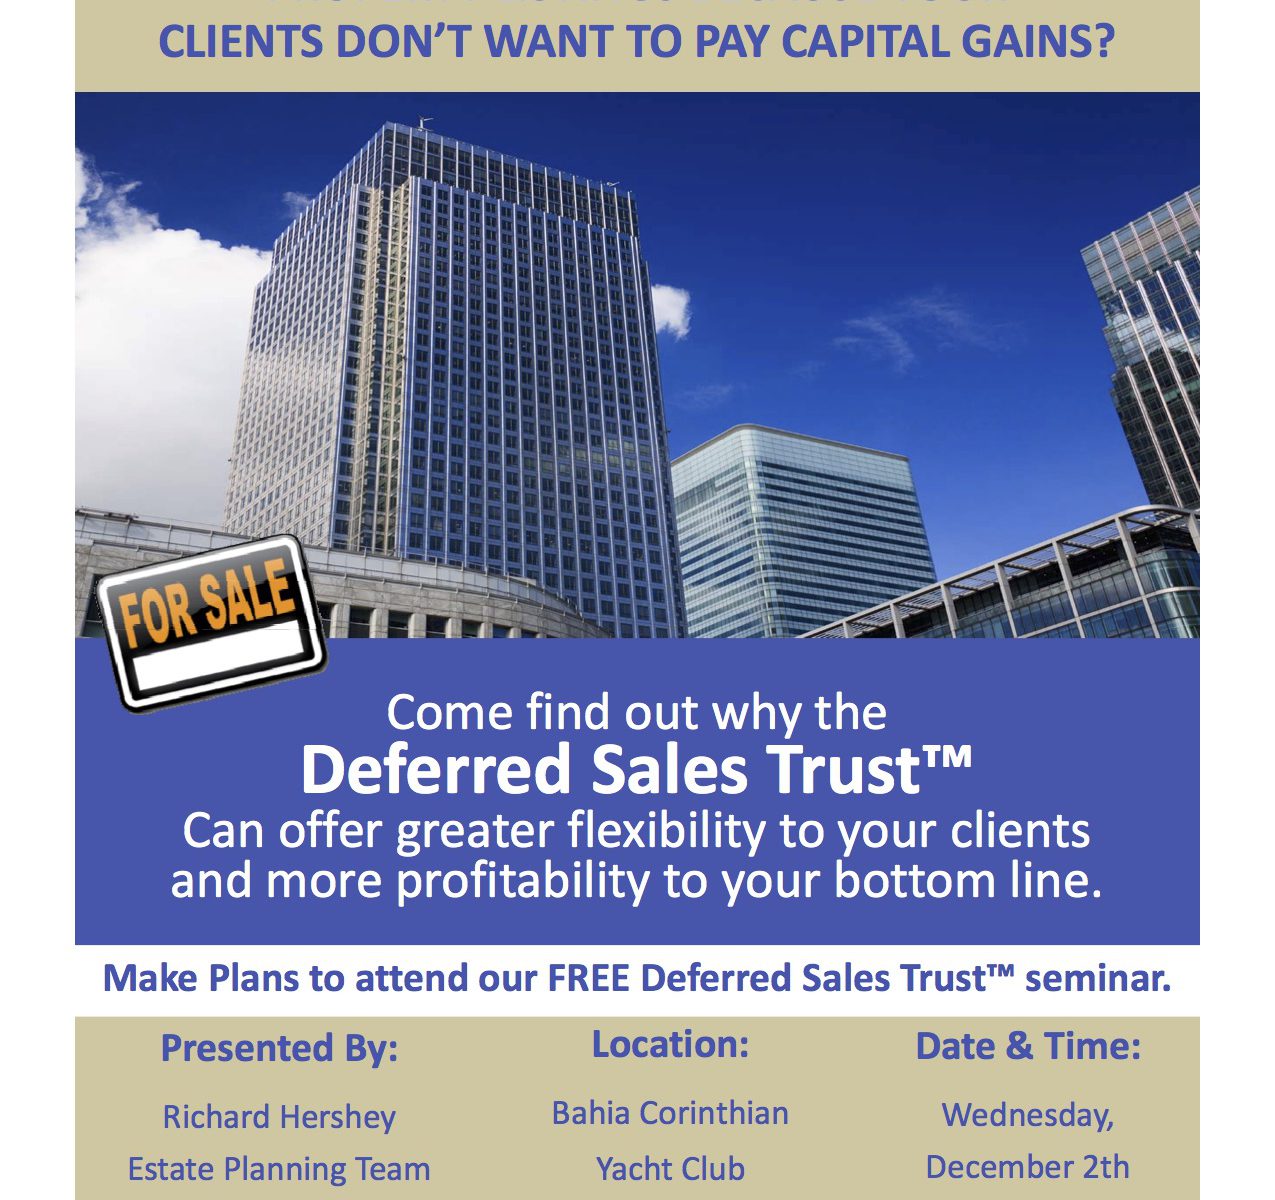 CLIENTS DON’T WANT TO PAY CAPITAL GAINS?
FOR SALE
Come find out why the
Deferred Sales Trust™
Can offer greater flexibility to your clients
and more profitability to your bottom line.
Make Plans to attend our FREE Deferred Sales Trust™ seminar.
Presented By:
Richard Hershey
Estate Planning Team
Location:
Bahia Corinthian
Yacht Club
Date & Time:
Wednesday,
December 2th